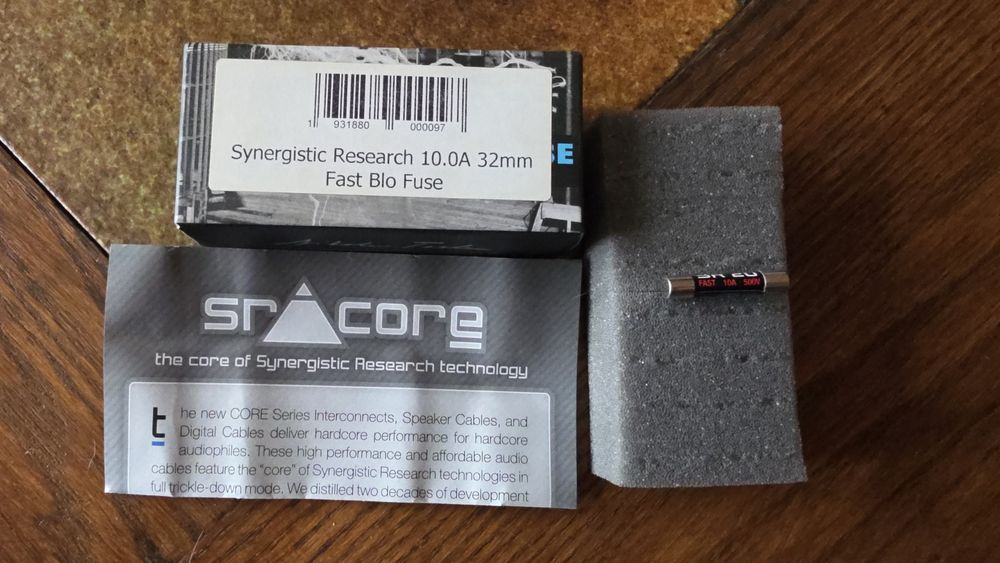 1 931880 000097
Synergistic Research 10.0A 32mm
Fast Blo Fuse
SE
sr core
the core of Synergistic Research technology
the new CORE Series Interconnects, Speaker Cables, and
Digital Cables deliver hardcore performance for hardcore
audiophiles. These high performance and affordable audio
cables feature the “core” of Synergistic Research technologies in
full trickle-down mode. We distilled two decades of development
FAST 10A 500V